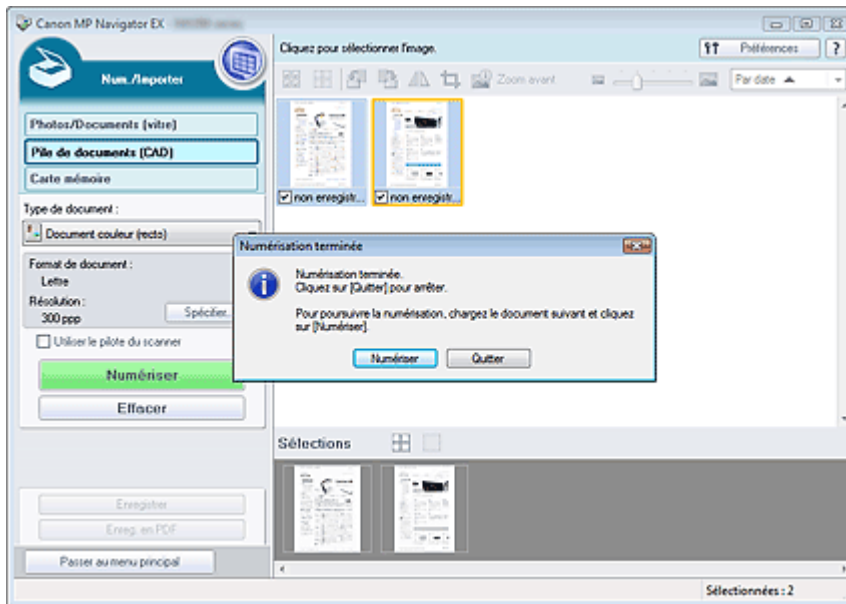 Canon MP Navigator EX
Cliquez pour sélectionner l'image.
Préférences
?
Num./Importer
Zoom avant
Par date
Photos/Documents (vitre)
Pile de documents (CAD)
Carte mémoire
non enregistr...
non enregistr...
Type de document :
Document couleur (recto)
Format de document :
Lettre
Résolution :
300 ppp
Spécifier...
Utiliser le pilote du scanner
Numériser
Effacer
Numérisation terminée
Numérisation terminée.
Cliquez sur [Quitter] pour arrêter.
Pour poursuivre la numérisation, chargez le document suivant et cliquez
sur [Numériser].
Numériser
Quitter
Sélections
Enregistrer
Enreg. en PDF
Passer au menu principal
Sélectionnées : 2